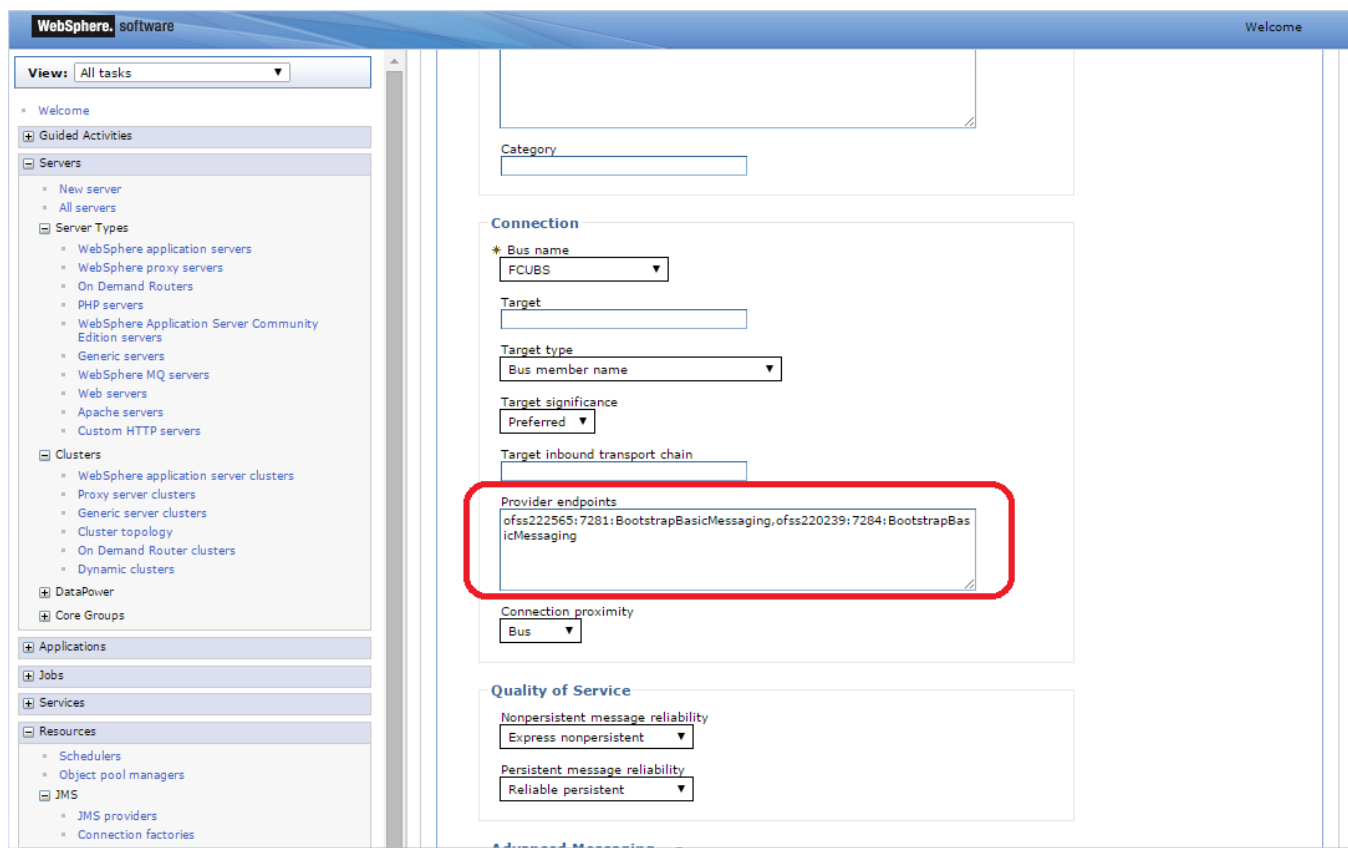 WebSphere. software
Welcome
View: All tasks
Welcome
Guided Activities
Servers
New server
All servers
Server Types
WebSphere application servers
WebSphere proxy servers
On Demand Routers
PHP servers
WebSphere Application Server Community
Edition servers
Generic servers
WebSphere MQ servers
Web servers
Apache servers
Custom HTTP servers
Clusters
WebSphere application server clusters
Proxy server clusters
Generic server clusters
Cluster topology
On Demand Router clusters
Dynamic clusters
DataPower
Core Groups
Applications
Jobs
Services
Resources
Schedulers
Object pool managers
JMS
JMS providers
Connection factories
Category
Connection
* Bus name
FCUBS
Target
Target type
Bus member name
Target significance
Preferred
Target inbound transport chain
Provider endpoints
ofss222565:7281:BootstrapBasicMessaging,ofss220239:7284:BootstrapBas
icMessaging
Connection proximity
Bus
Quality of Service
Nonpersistent message reliability
Express nonpersistent
Persistent message reliability
Reliable persistent
Advanced Messaging